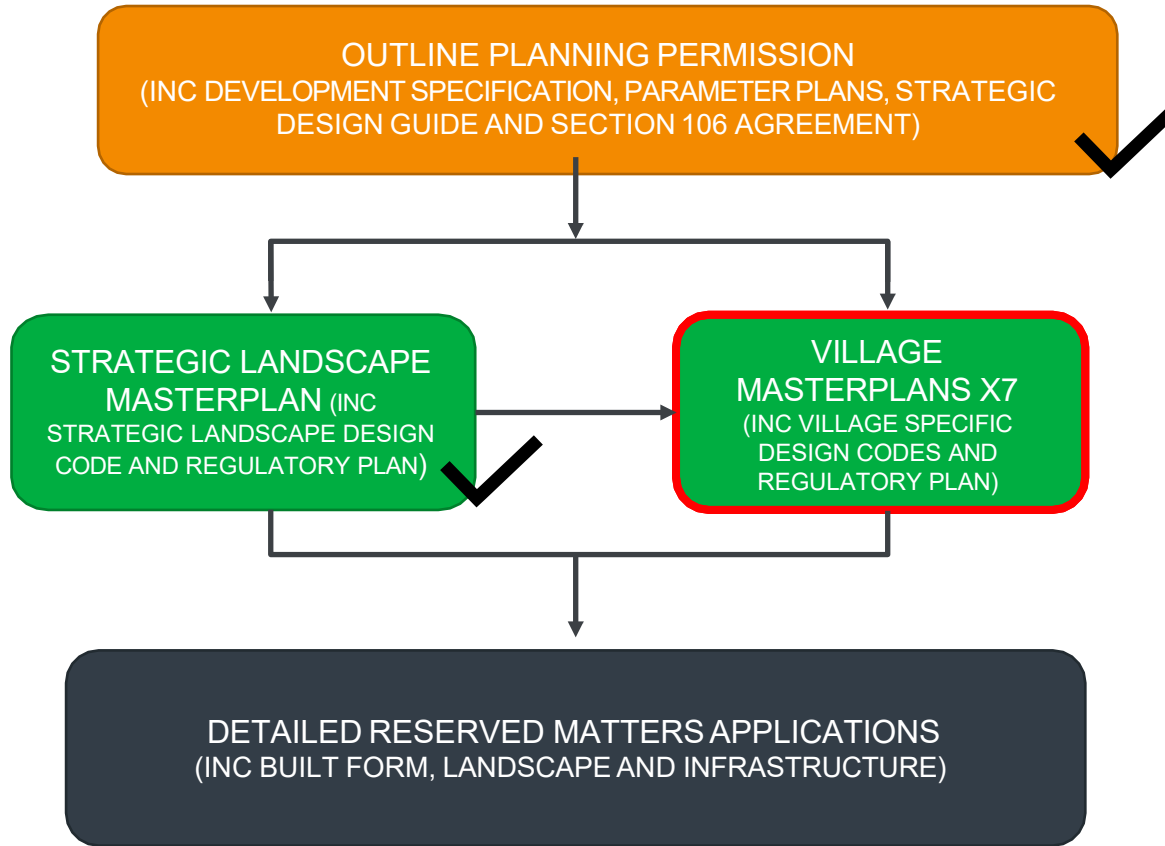 OUTLINE PLANNING PERMISSION
(INC DEVELOPMENT SPECIFICATION, PARAMETER PLANS, STRATEGIC
DESIGN GUIDE AND SECTION 106 AGREEMENT)
STRATEGIC LANDSCAPE
MASTERPLAN (INC
STRATEGIC LANDSCAPE DESIGN
CODE AND REGULATORY PLAN)
VILLAGE
MASTERPLANS X7
(INC VILLAGE SPECIFIC
DESIGN CODES AND
REGULATORY PLAN)
DETAILED RESERVED MATTERS APPLICATIONS
(INC BUILT FORM, LANDSCAPE AND INFRASTRUCTURE)